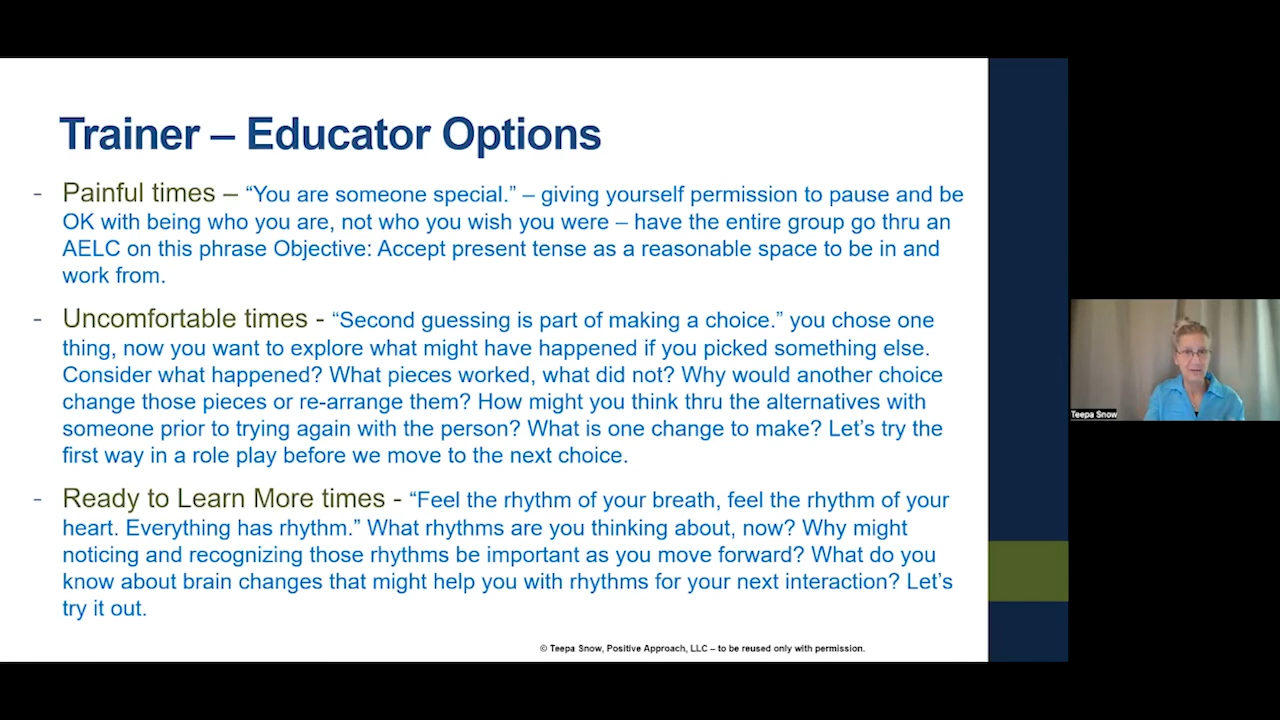 Trainer – Educator Options
- Painful times – “You are someone special.” – giving yourself permission to pause and be
OK with being who you are, not who you wish you were – have the entire group go thru an
AELC on this phrase Objective: Accept present tense as a reasonable space to be in and
work from.
- Uncomfortable times - “Second guessing is part of making a choice.” you chose one
thing, now you want to explore what might have happened if you picked something else.
Consider what happened? What pieces worked, what did not? Why would another choice
change those pieces or re-arrange them? How might you think thru the alternatives with
someone prior to trying again with the person? What is one change to make? Let’s try the
first way in a role play before we move to the next choice.
- Ready to Learn More times - “Feel the rhythm of your breath, feel the rhythm of your
heart. Everything has rhythm.” What rhythms are you thinking about, now? Why might
noticing and recognizing those rhythms be important as you move forward? What do you
know about brain changes that might help you with rhythms for your next interaction? Let’s
try it out.
© Teepa Snow, Positive Approach, LLC – to be reused only with permission.
Teepa Snow